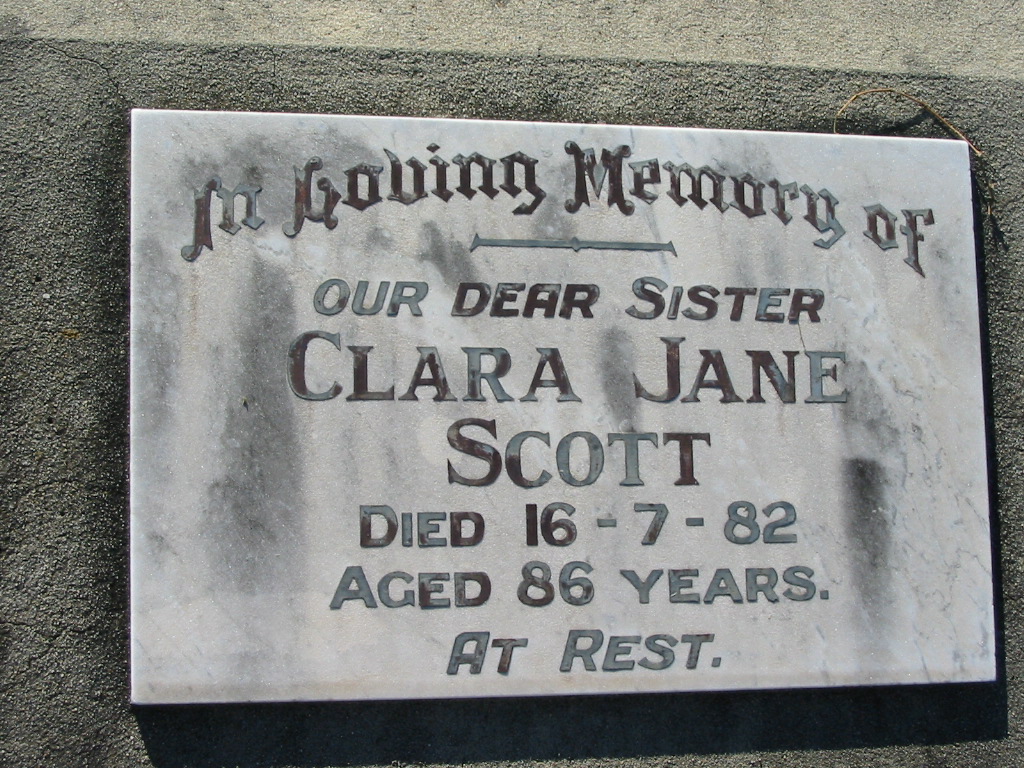 In Loving Memory of
OUR DEAR SISTER
CLARA JANE
SCOTT
DIED 16-7-82
AGED 86 YEARS.
AT REST.